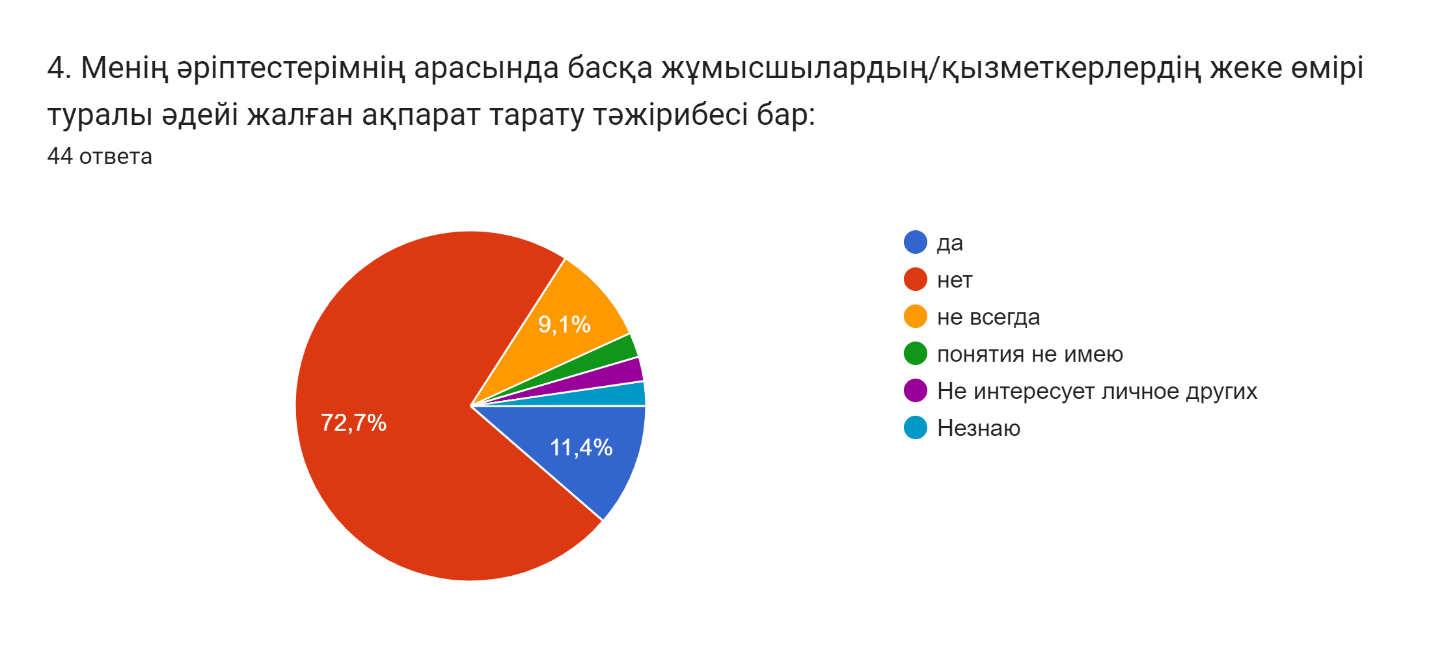 4. Менің әріптестерімнің арасында басқа жұмысшылардың/қызметкерлердің жеке өмірі
туралы әдейі жалған ақпарат тарату тәжірибесі бар:
44 ответа
да
нет
не всегда
понятия не имею
Не интересует личное других
Незнаю
9,1%
72,7%
11,4%